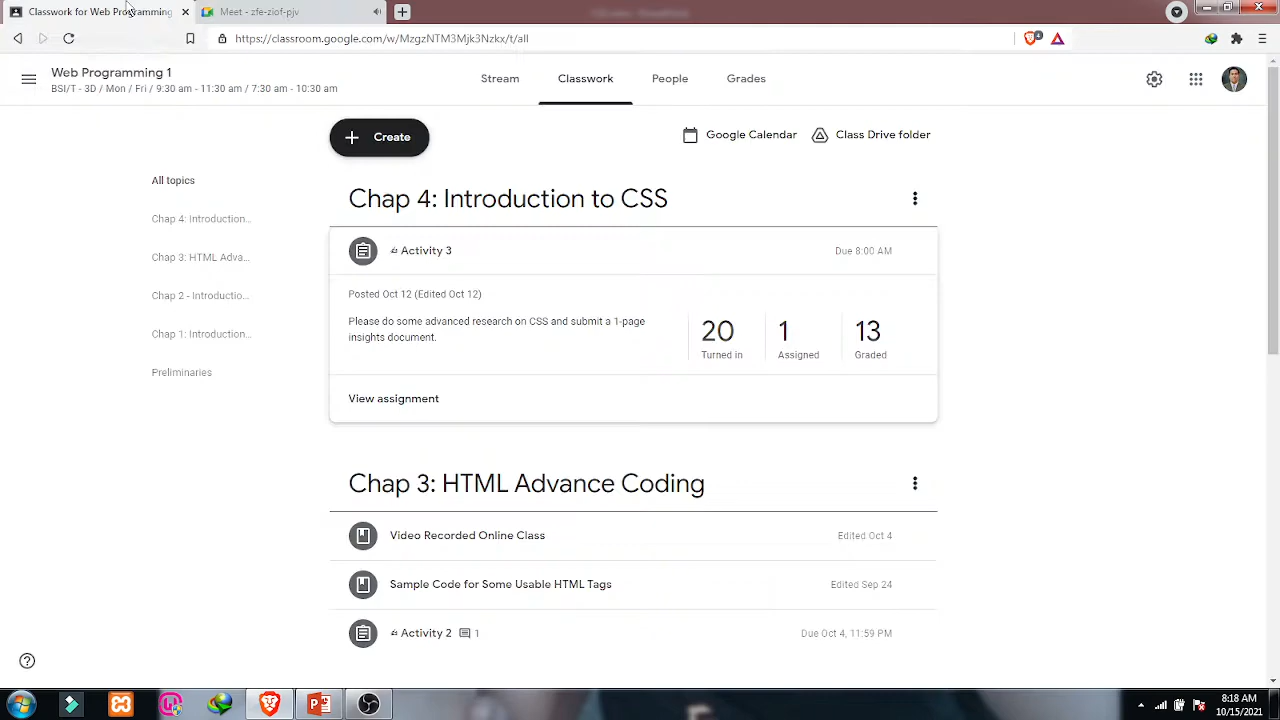 Classwork for Web Programming
Meet - zfe-ziof-pjv
https://classroom.google.com/w/MzgzNTM3Mjk3Nzkx/t/all
4
Web Programming 1
BSI/T - 3D / Mon / Fri / 9:30 am - 11:30 am / 7:30 am - 10:30 am
Stream
Classwork
People
Grades
Create
Google Calendar
Class Drive folder
All topics
Chap 4: Introduction...
Chap 3: HTML Adva...
Chap 2 - Introductio...
Chap 1: Introduction...
Preliminaries
Chap 4: Introduction to CSS
Activity 3
Due 8:00 AM
Posted Oct 12 (Edited Oct 12)
Please do some advanced research on CSS and submit a 1-page
insights document.
20
Turned in
1
Assigned
13
Graded
View assignment
Chap 3: HTML Advance Coding
Video Recorded Online Class
Edited Oct 4
Sample Code for Some Usable HTML Tags
Edited Sep 24
Activity 2
1
Due Oct 4, 11:59 PM
8:18 AM
10/15/2021